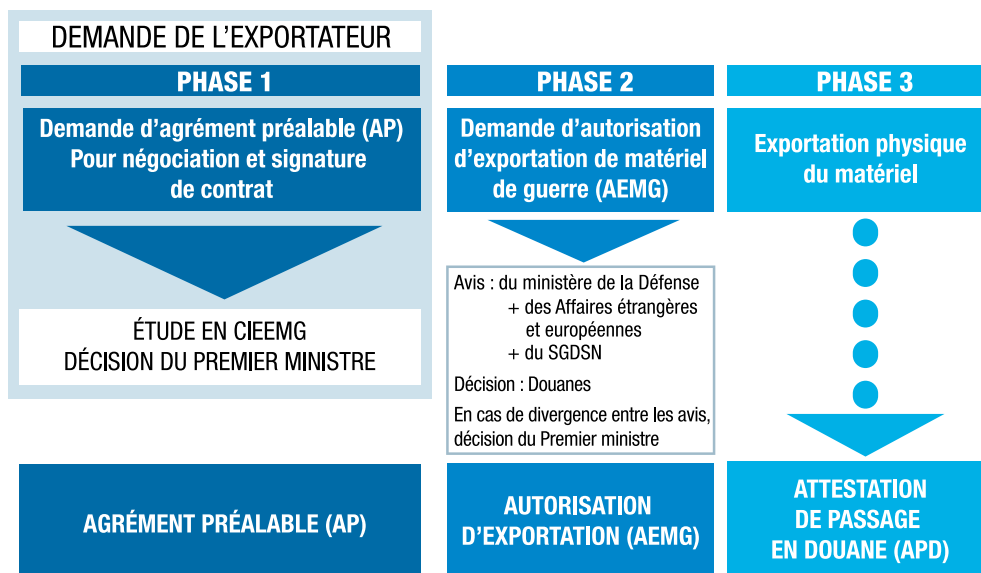 DEMANDE DE L'EXPORTATEUR
PHASE 1
Demande d'agrément préalable (AP)
Pour négociation et signature
de contrat
ÉTUDE EN CIEEMG
DÉCISION DU PREMIER MINISTRE
AGRÉMENT PRÉALABLE (AP)
PHASE 2
Demande d'autorisation
d'exportation de matériel
de guerre (AEMG)
Avis : du ministère de la Défense
+ des Affaires étrangères
et européennes
+ du SGDSN
Décision : Douanes
En cas de divergence entre les avis,
décision du Premier ministre
AUTORISATION
D'EXPORTATION (AEMG)
PHASE 3
Exportation physique
du matériel
ATTESTATION
DE PASSAGE
EN DOUANE (APD)